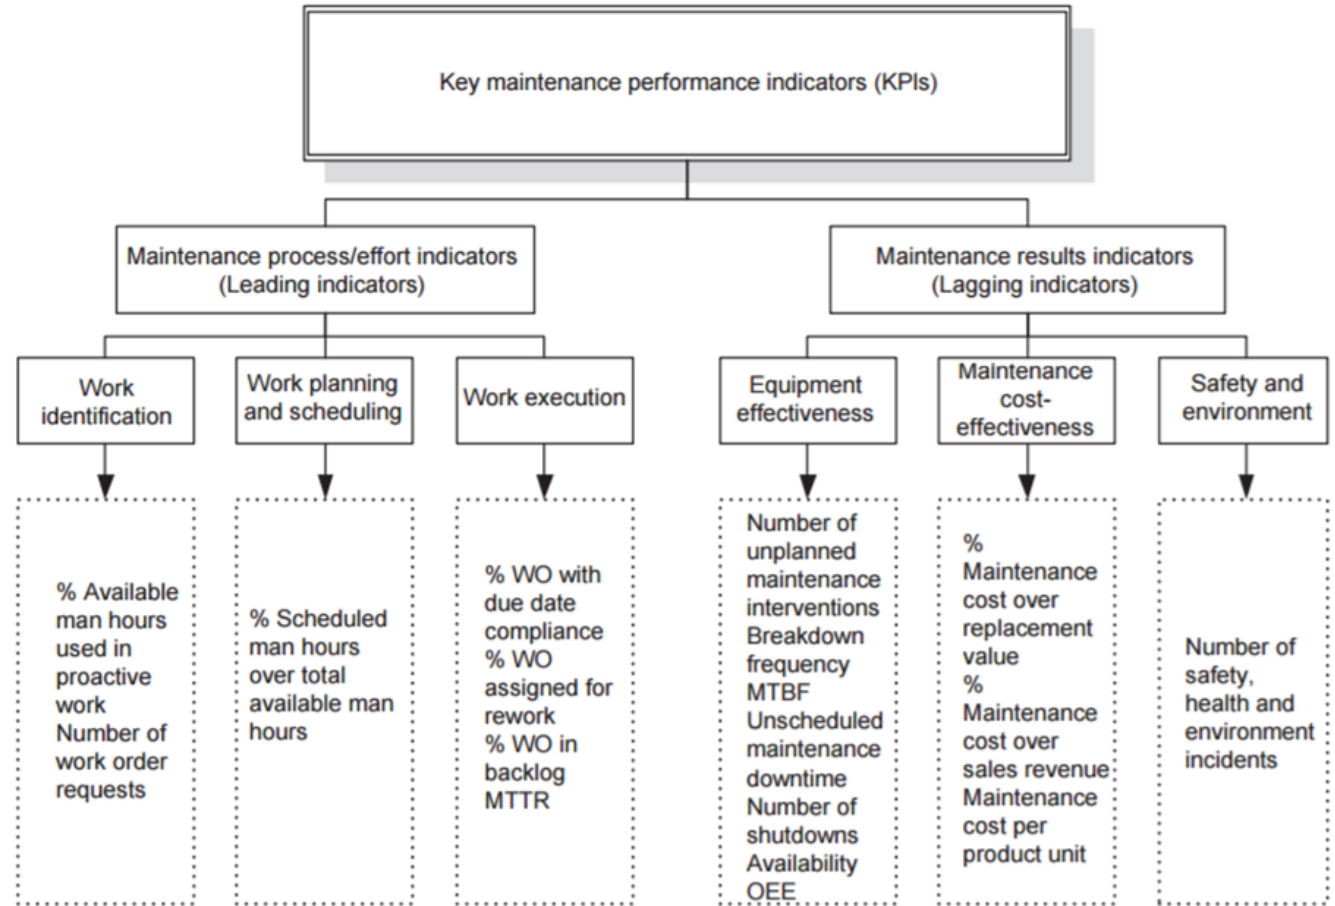 Key maintenance performance indicators (KPIs)
Maintenance process/effort indicators
(Leading indicators)
Maintenance results indicators
(Lagging indicators)
Work
identification
Work planning
and scheduling
Work execution
Equipment
effectiveness
Maintenance
cost-
effectiveness
Safety and
environment
% Available
man hours
used in
proactive
work
Number of
work order
requests
% Scheduled
man hours
over total
available man
hours
% WO with
due date
compliance
% WO
assigned for
rework
% WO in
backlog
MTTR
Number of
unplanned
maintenance
interventions
Breakdown
frequency
MTBF
Unscheduled
maintenance
downtime
Number of
shutdowns
Availability
OEE
%
Maintenance
cost over
replacement
value
%
Maintenance
cost over
sales revenue
Maintenance
cost per
product unit
Number of
safety,
health and
environment
incidents